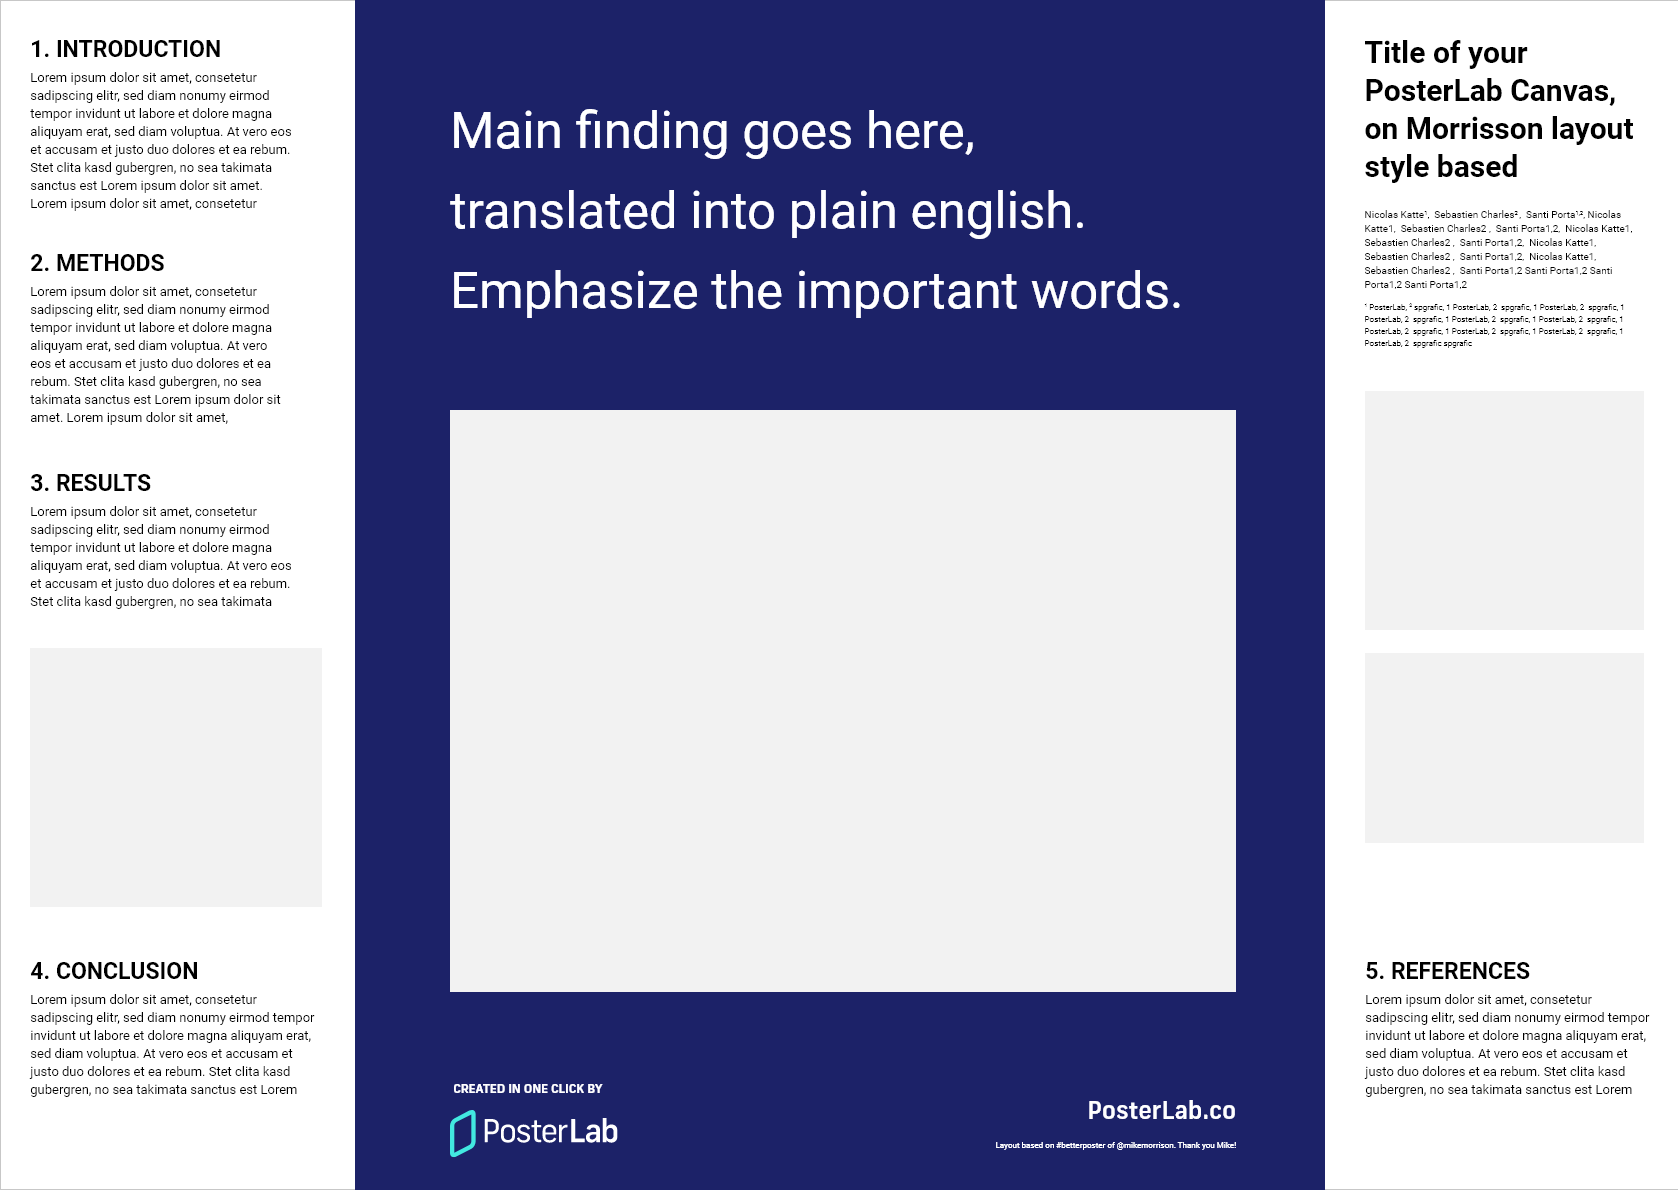 1. INTRODUCTION
Lorem ipsum dolor sit amet, consetetur
sadipscing elitr, sed diam nonumy eirmod
tempor invidunt ut labore et dolore magna
aliquyam erat, sed diam voluptua. At vero eos
et accusam et justo duo dolores et ea rebum.
Stet clita kasd gubergren, no sea takimata
sanctus est Lorem ipsum dolor sit amet.
Lorem ipsum dolor sit amet, consetetur
2. METHODS
Lorem ipsum dolor sit amet, consetetur
sadipscing elitr, sed diam nonumy eirmod
tempor invidunt ut labore et dolore magna
aliquyam erat, sed diam voluptua. At vero
eos et accusam et justo duo dolores et ea
rebum. Stet clita kasd gubergren, no sea
takimata sanctus est Lorem ipsum dolor sit
amet. Lorem ipsum dolor sit amet,
3. RESULTS
Lorem ipsum dolor sit amet, consetetur
sadipscing elitr, sed diam nonumy eirmod
tempor invidunt ut labore et dolore magna
aliquyam erat, sed diam voluptua. At vero eos
et accusam et justo duo dolores et ea rebum.
Stet clita kasd gubergren, no sea takimata
4. CONCLUSION
Lorem ipsum dolor sit amet, consetetur
sadipscing elitr, sed diam nonumy eirmod tempor
invidunt ut labore et dolore magna aliquyam erat,
sed diam voluptua. At vero eos et accusam et
justo duo dolores et ea rebum. Stet clita kasd
gubergren, no sea takimata sanctus est Lorem
Main finding goes here,
translated into plain english.
Emphasize the important words.
CREATED IN ONE CLICK BY
PosterLab
PosterLab.co
Layout based on #betterposter of @mikemorrison. Thank you Mike!
Title of your
PosterLab Canvas,
on Morrisson layout
style based
Nicolas Katte¹, Sebastien Charles² , Santi Porta¹,², Nicolas
Katte1, Sebastien Charles2 , Santi Porta1,2, Nicolas Katte1,
Sebastien Charles2 , Santi Porta1,2, Nicolas Katte1,
Sebastien Charles2 , Santi Porta1,2, Nicolas Katte1,
Sebastien Charles2 , Santi Porta1,2 Santi Porta1,2 Santi
Porta1,2 Santi Porta1,2
¹ PosterLab, ² spgrafic, 1 PosterLab, 2 spgrafic, 1 PosterLab, 2 spgrafic, 1
PosterLab, 2 spgrafic, 1 PosterLab, 2 spgrafic, 1 PosterLab, 2 spgrafic, 1
PosterLab, 2 spgrafic, 1 PosterLab, 2 spgrafic, 1 PosterLab, 2 spgrafic, 1
PosterLab, 2 spgrafic spgrafic
5. REFERENCES
Lorem ipsum dolor sit amet, consetetur
sadipscing elitr, sed diam nonumy eirmod tempor
invidunt ut labore et dolore magna aliquyam erat,
sed diam voluptua. At vero eos et accusam et
justo duo dolores et ea rebum. Stet clita kasd
gubergren, no sea takimata sanctus est Lorem